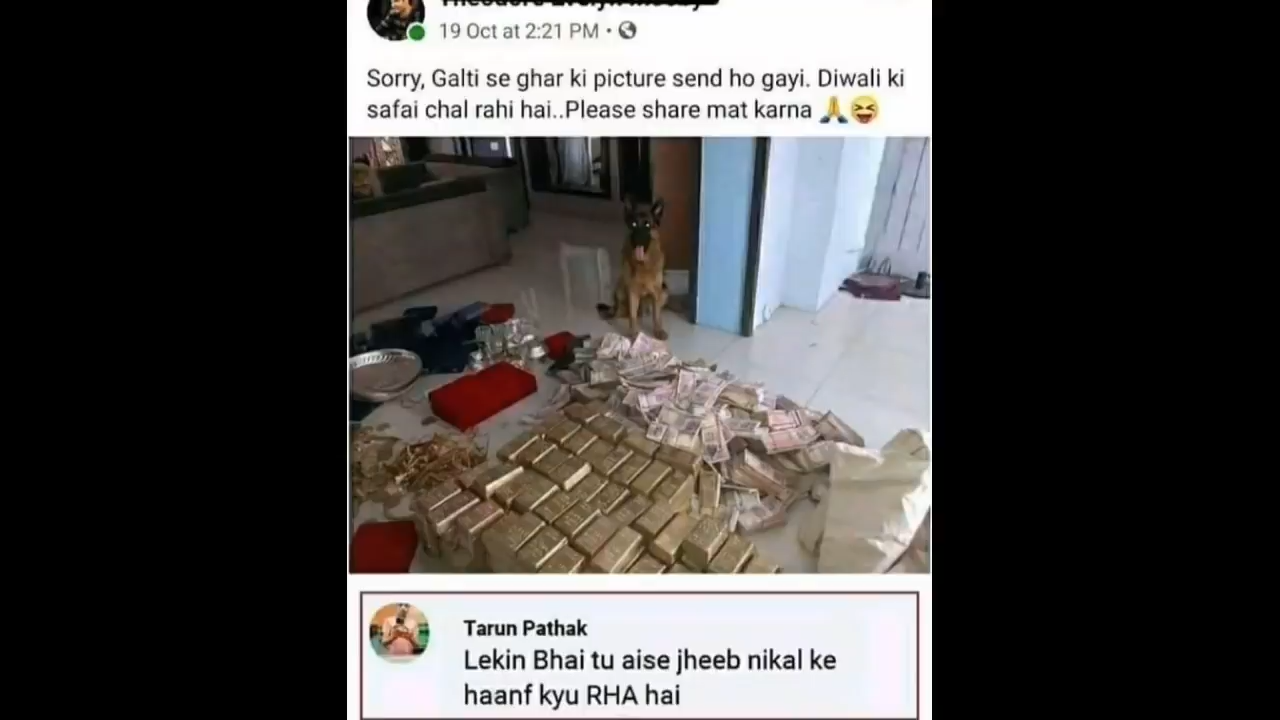 19 Oct at 2:21 PM •
Sorry, Galti se ghar ki picture send ho gayi. Diwali ki
safai chal rahi hai..Please share mat karna 🙏😝
Tarun Pathak
Lekin Bhai tu aise jheeb nikal ke
haanf kyu RHA hai